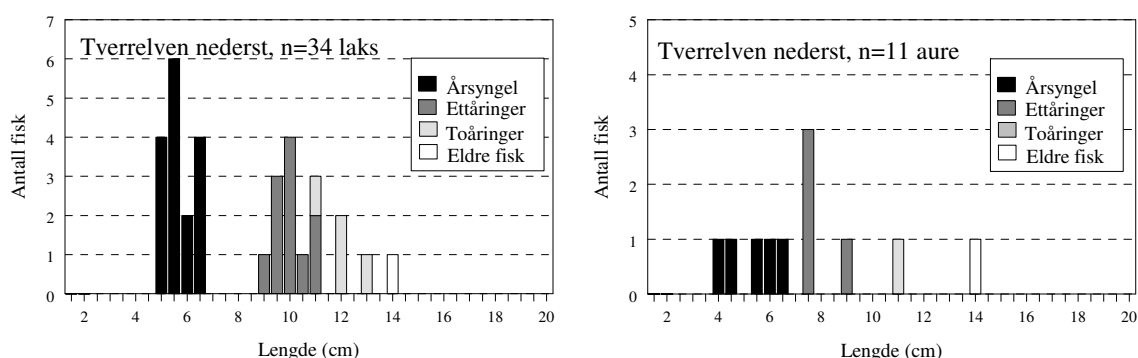 7
6
5
4
3
2
1
0
Antall fisk
Tverrelven nederst, n=34 laks
Årsyngel
Ettåringer
Toåringer
Eldre fisk
2 4 6 8 10 12 14 16 18 20
Lengde (cm)
5
4
3
2
1
0
Antall fisk
Tverrelven nederst, n=11 aure
Årsyngel
Ettåringer
Toåringer
Eldre fisk
2 4 6 8 10 12 14 16 18 20
Lengde (cm)